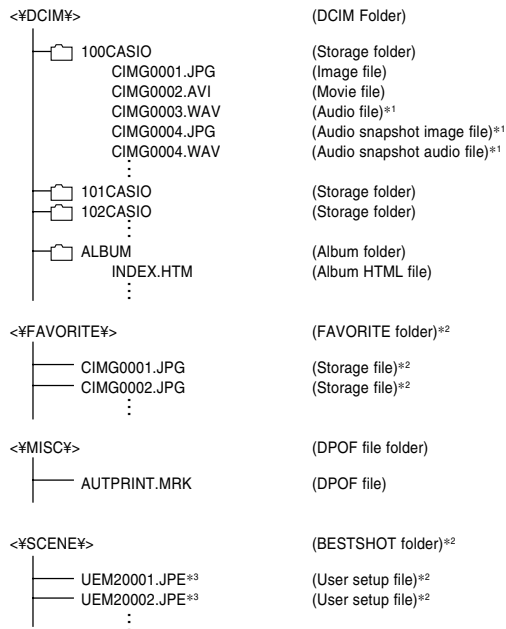 <¥DCIM¥> (DCIM Folder)
100CASIO (Storage folder)
CIMG0001.JPG (Image file)
CIMG0002.AVI (Movie file)
CIMG0003.WAV (Audio file)*1
CIMG0004.JPG (Audio snapshot image file)*1
CIMG0004.WAV (Audio snapshot audio file)*1
101CASIO (Storage folder)
102CASIO (Storage folder)
ALBUM (Album folder)
INDEX.HTM (Album HTML file)
<¥FAVORITE¥> (FAVORITE folder)*2
CIMG0001.JPG (Storage file)*2
CIMG0002.JPG (Storage file)*2
<¥MISC¥> (DPOF file folder)
AUTPRINT.MRK (DPOF file)
<¥SCENE¥> (BESTSHOT folder)*2
UEM20001.JPE*3 (User setup file)*2
UEM20002.JPE*3 (User setup file)*2